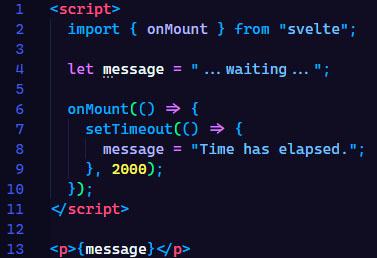 1 <script>
2 import { onMount } from "svelte";
3
4 let message = "...waiting...";
5
6 onMount(() => {
7 setTimeout(() => {
8 message = "Time has elapsed.";
9 }, 2000);
10 });
11 </script>
12
13 <p>{message}</p>